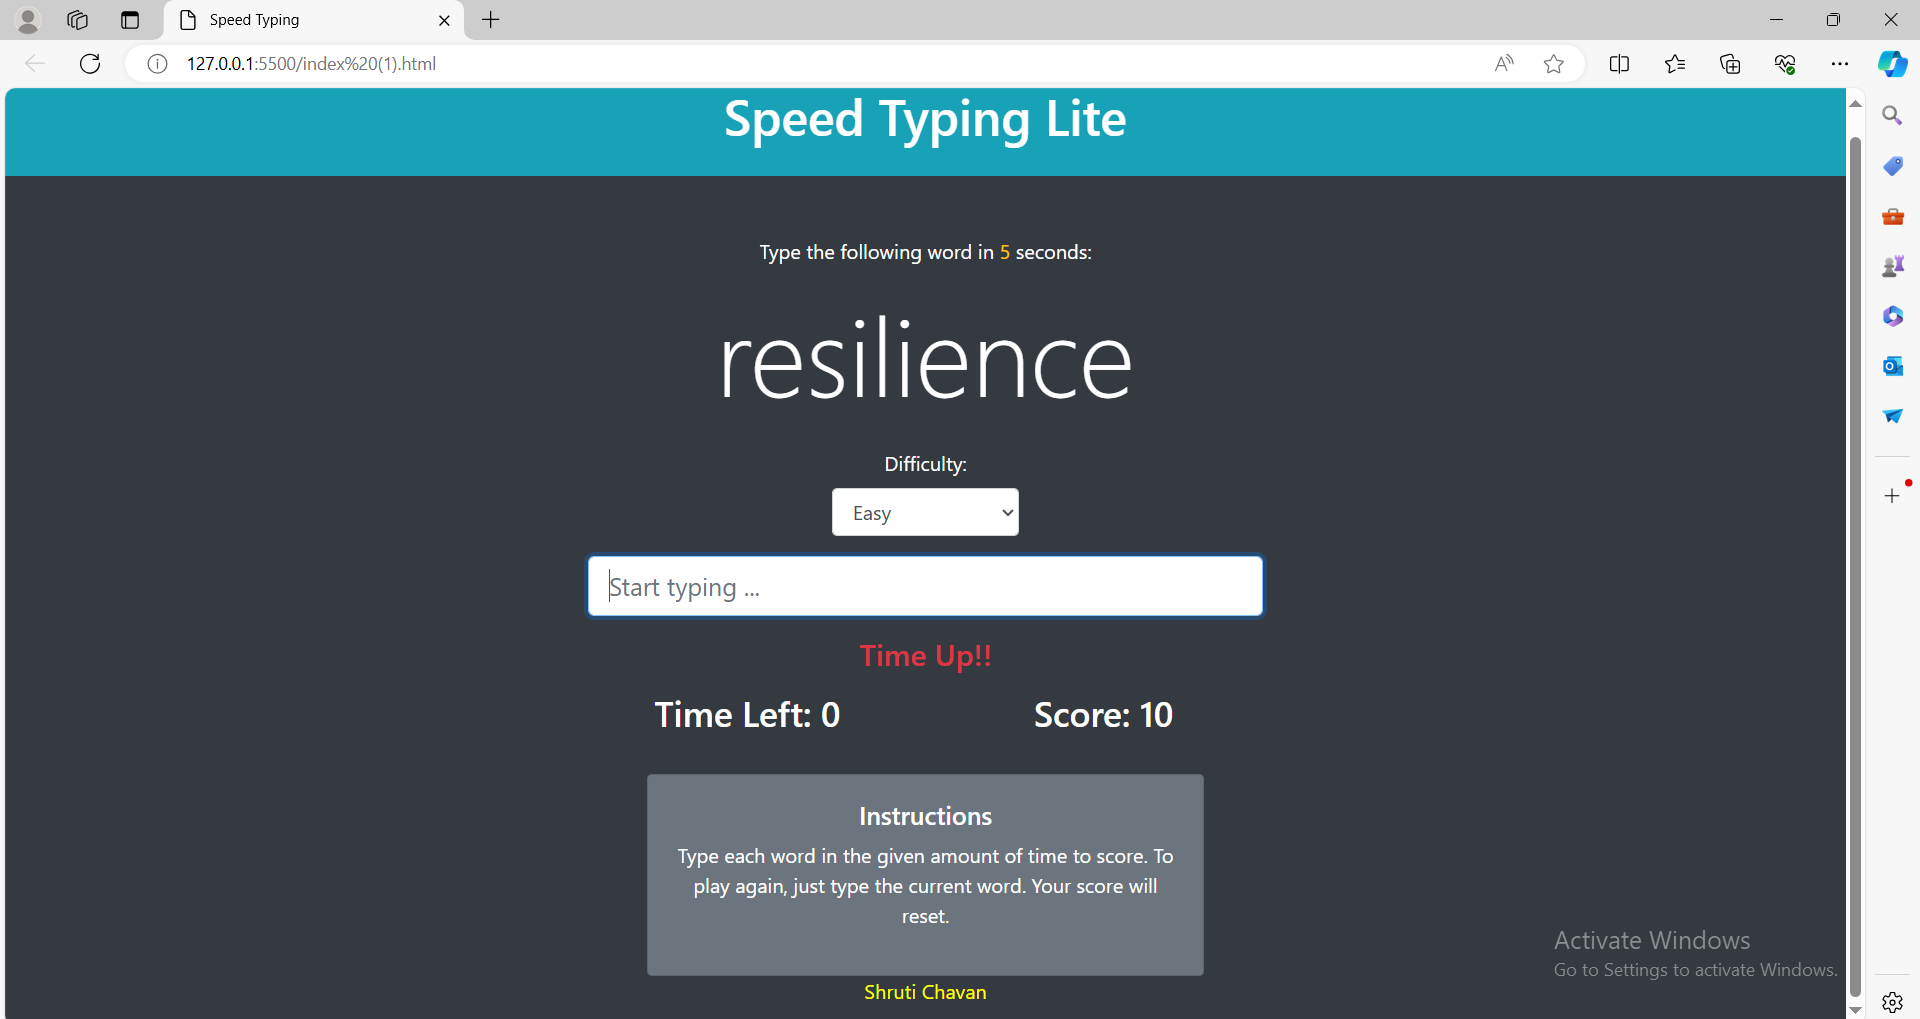 Speed Typing
127.0.0.1:5500/index%20(1).html
Speed Typing Lite
Type the following word in 5 seconds:
resilience
Difficulty:
Easy
Start typing ...
Time Up!!
Time Left: 0
Score: 10
Instructions
Type each word in the given amount of time to score. To
play again, just type the current word. Your score will
reset.
Shruti Chavan
Activate Windows
Go to Settings to activate Windows.